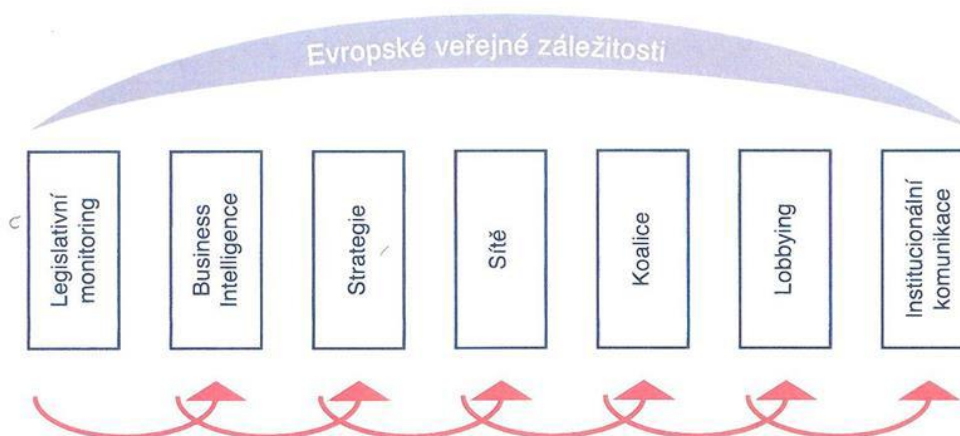 Evropské veřejné záležitosti
Legislativní
monitoring
Business
Intelligence
Strategie
Sítě
Koalice
Lobbying
Institucionální
komunikace